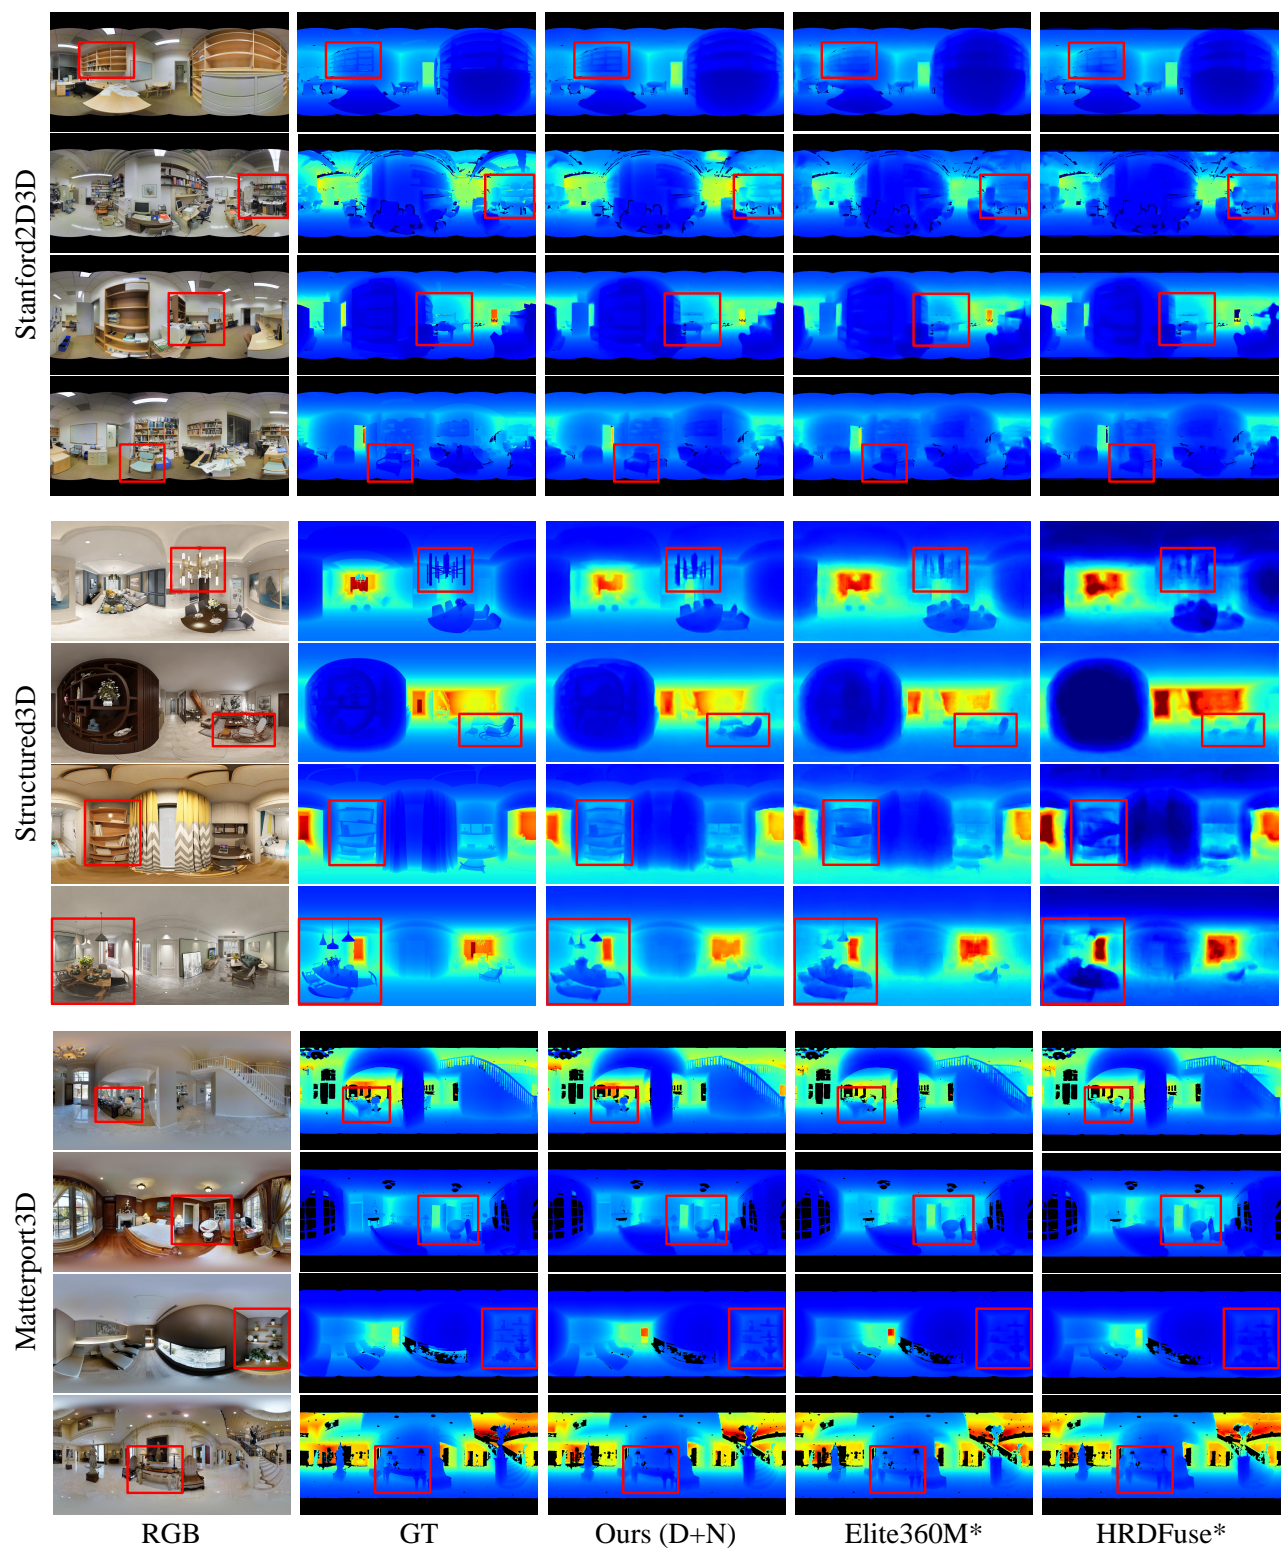 Stanford2D3D
Structured3D
Matterport3D
RGB GT Ours (D+N) Elite360M* HRDFuse*